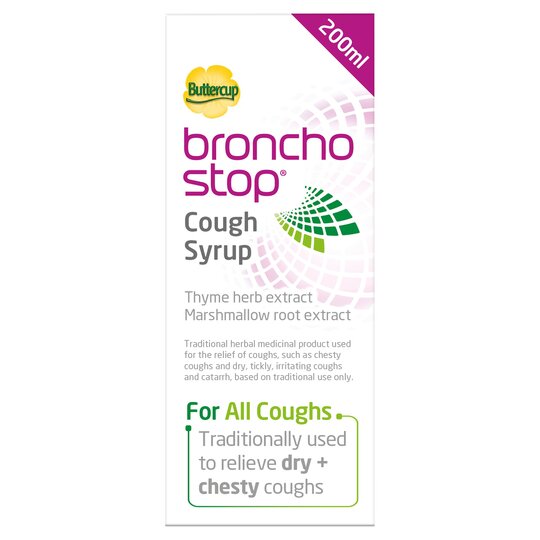 200ml
Buttercup
broncho
stop®
Cough
Syrup
Thyme herb extract
Marshmallow root extract
Traditional herbal medicinal product used
for the relief of coughs, such as chesty
coughs and dry, tickly, irritating coughs
and catarrh, based on traditional use only.
For All Coughs
Traditionally used
to relieve dry +
chesty coughs